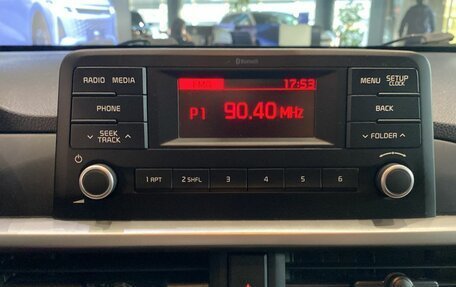 Bluetooth
RADIO MEDIA
17:53
MENU SETUP
CLOCK
PHONE
P1 90.40 MHz
BACK
SEEK
TRACK
FOLDER
1 RPT 2 SHFL 3 4 5 6